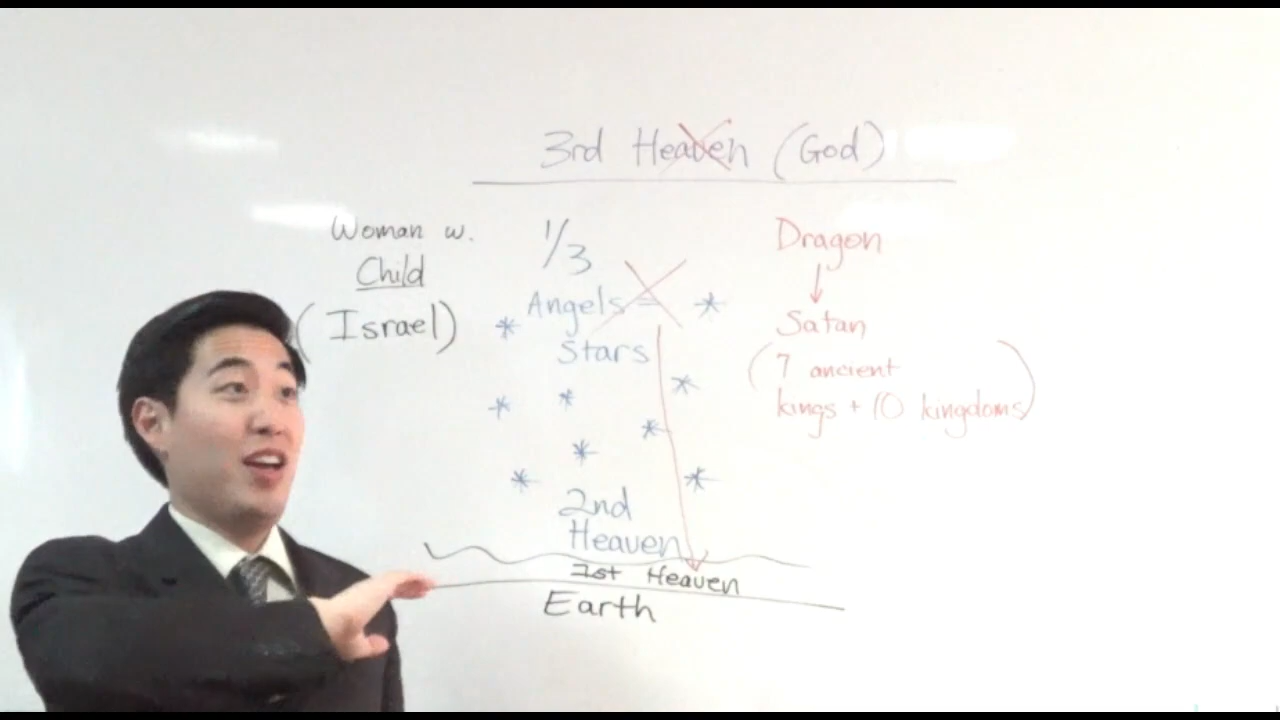 3rd Heaven (God)
Woman w.
Child
(Israel)
1/3
Angels =
Stars
2nd
Heaven
1st Heaven
Earth
Dragon
Satan
(7 ancient
kings + 10 kingdoms)